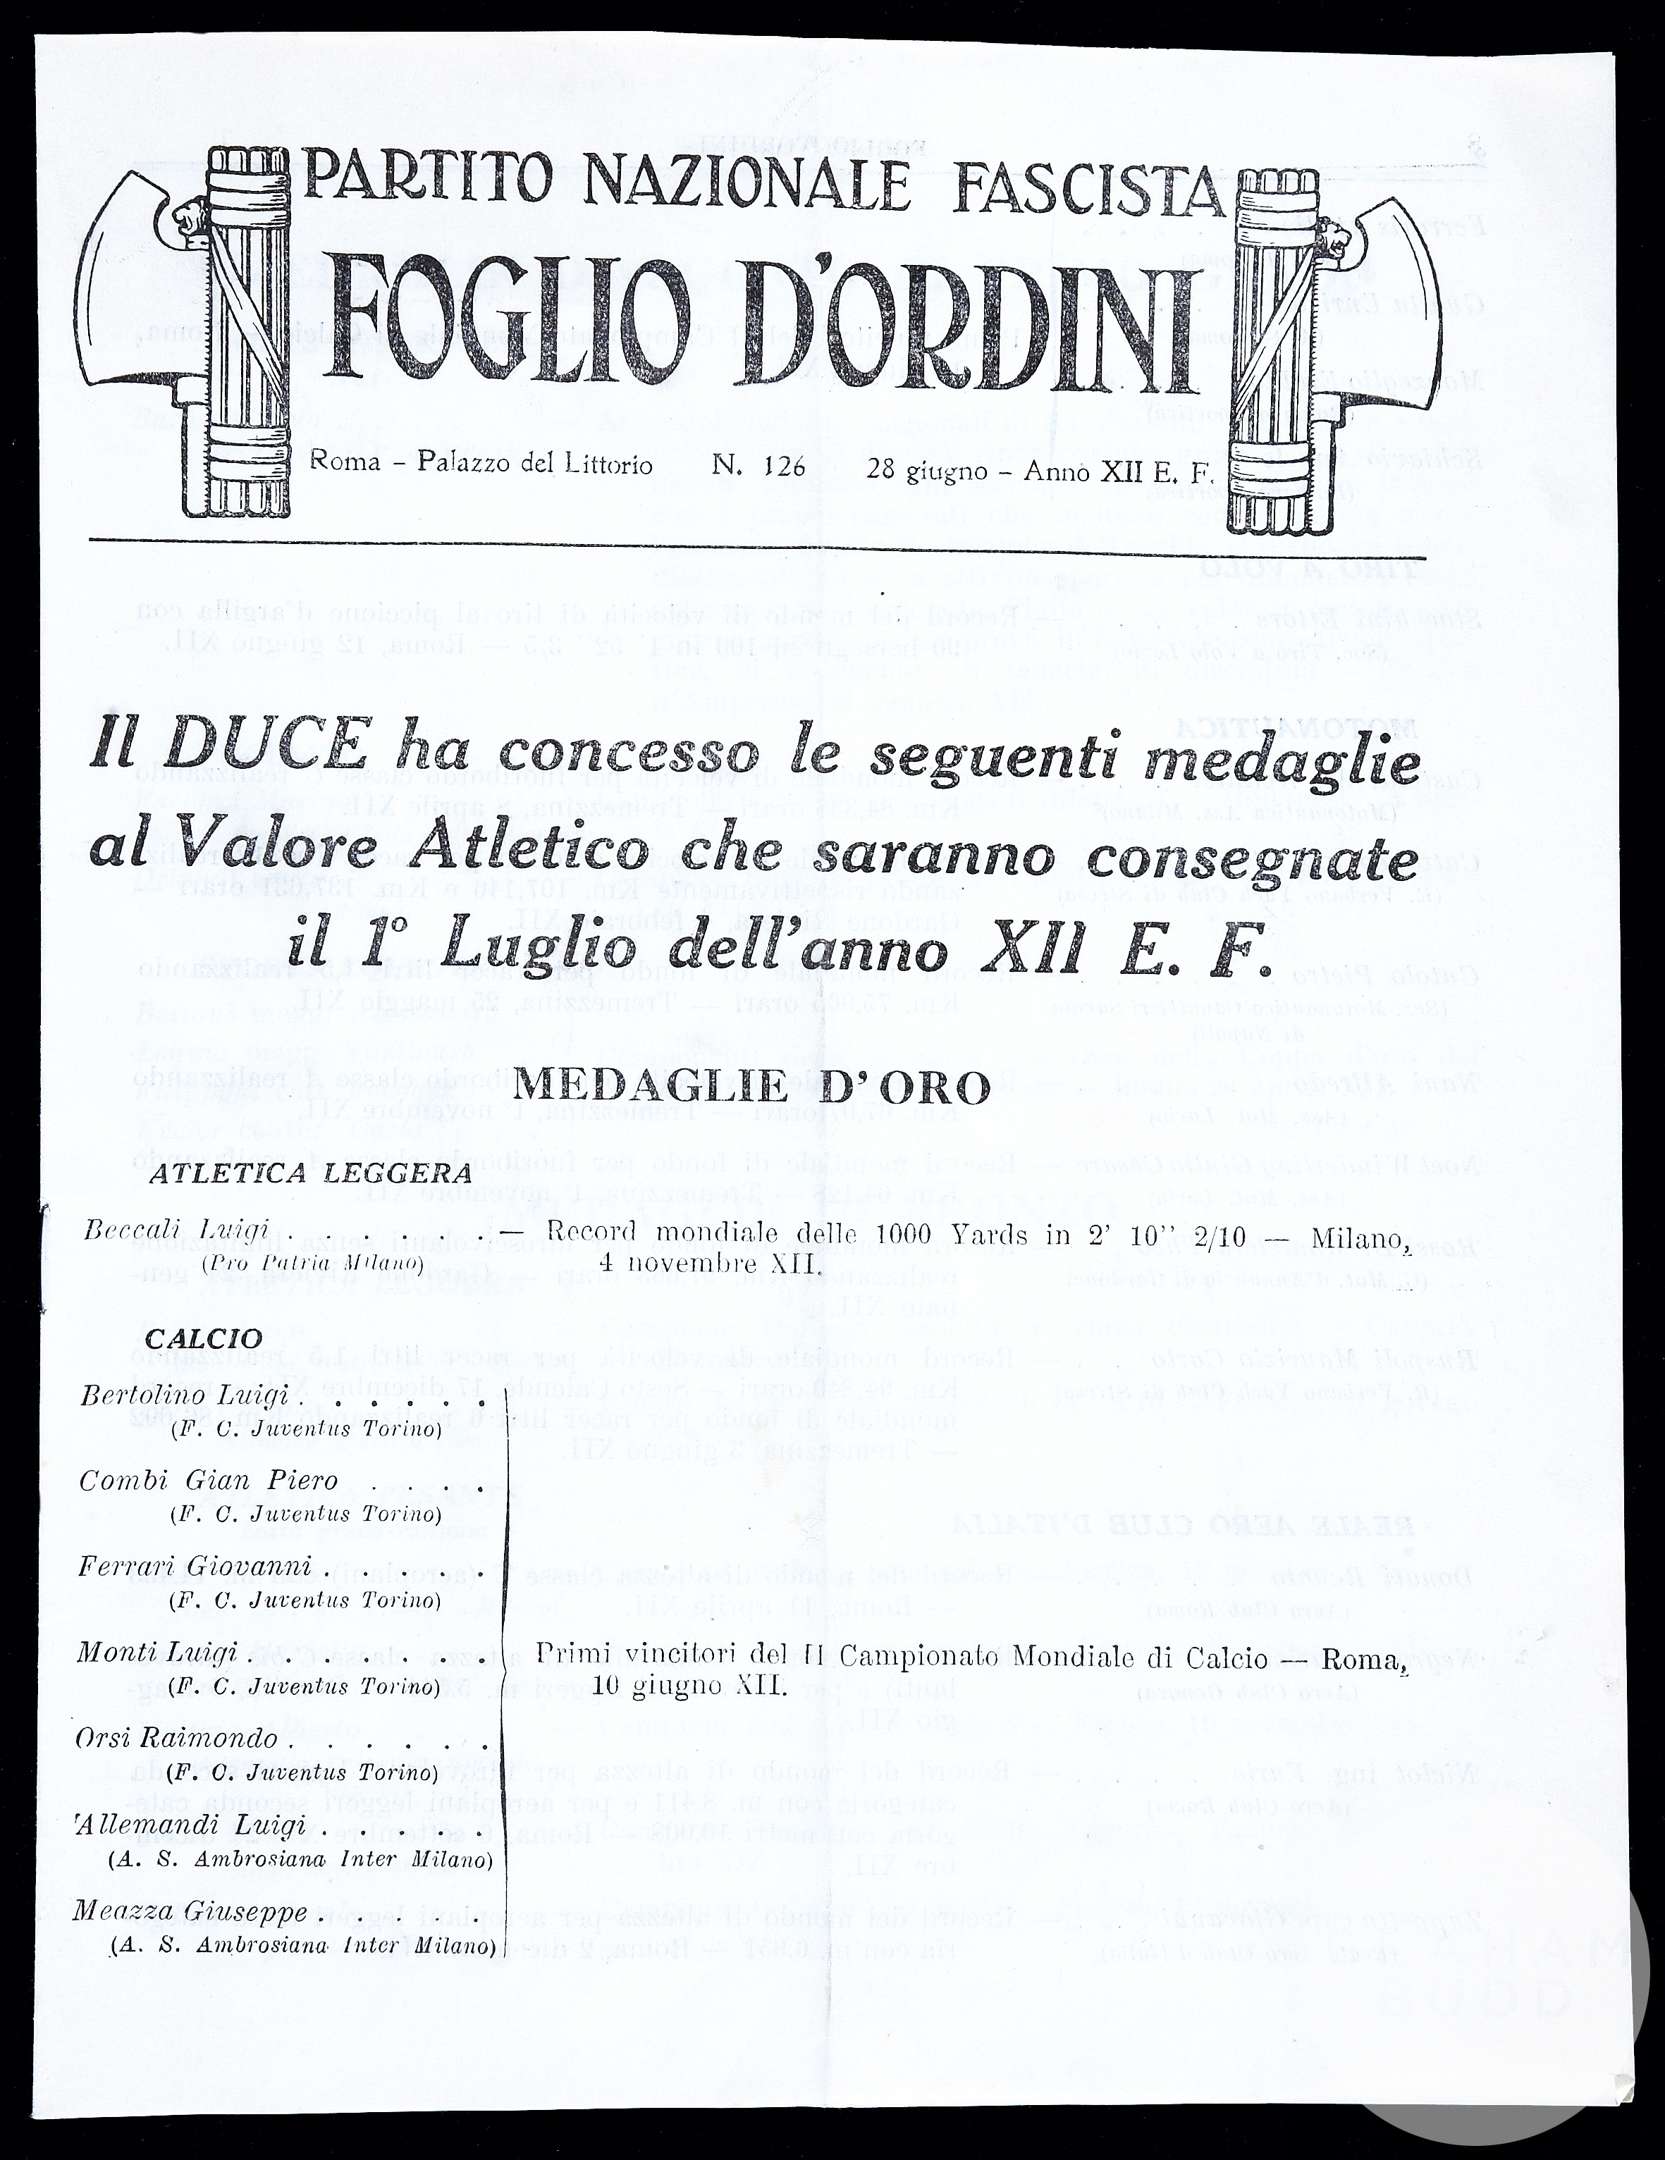 PARTITO NAZIONALE FASCISTA
FOGLIO D'ORDINI
Roma - Palazzo del Littorio N. 126 28 giugno - Anno XII E. F.
Il DUCE ha concesso le seguenti medaglie
al Valore Atletico che saranno consegnate
il 1° Luglio dell'anno XII E. F.
MEDAGLIE D'ORO
ATLETICA LEGGERA
Beccali Luigi . . . . . . — Record mondiale delle 1000 Yards in 2' 10'' 2/10 — Milano,
(Pro Patria Milano) 4 novembre XII.
CALCIO
Bertolino Luigi . . . . . .
(F. C. Juventus Torino)
Combi Gian Piero . . . .
(F. C. Juventus Torino)
Ferrari Giovanni . . . . .
(F. C. Juventus Torino)
Monti Luigi . . . . . . . Primi vincitori del II Campionato Mondiale di Calcio — Roma,
(F. C. Juventus Torino) 10 giugno XII.
Orsi Raimondo . . . . . .
(F. C. Juventus Torino)
Allemandi Luigi . . . . .
(A. S. Ambrosiana Inter Milano)
Meazza Giuseppe . . . . .
(A. S. Ambrosiana Inter Milano)